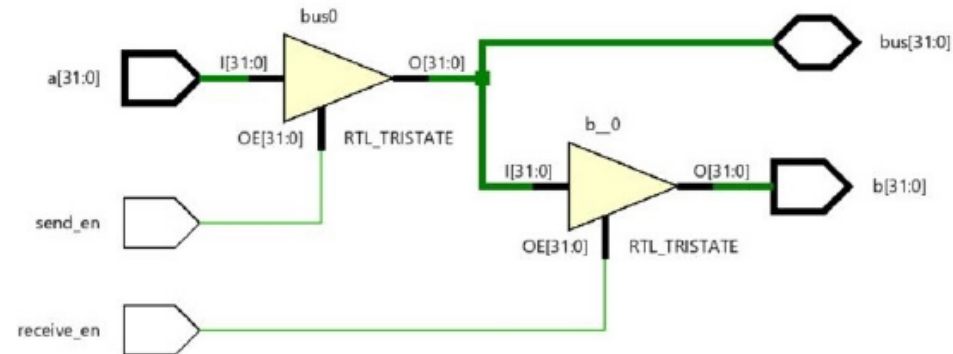 bus0
a[31:0]
I[31:0]
O[31:0]
bus[31:0]
OE[31:0]
RTL_TRISTATE
b__0
I[31:0]
O[31:0]
b[31:0]
send_en
OE[31:0]
RTL_TRISTATE
receive_en